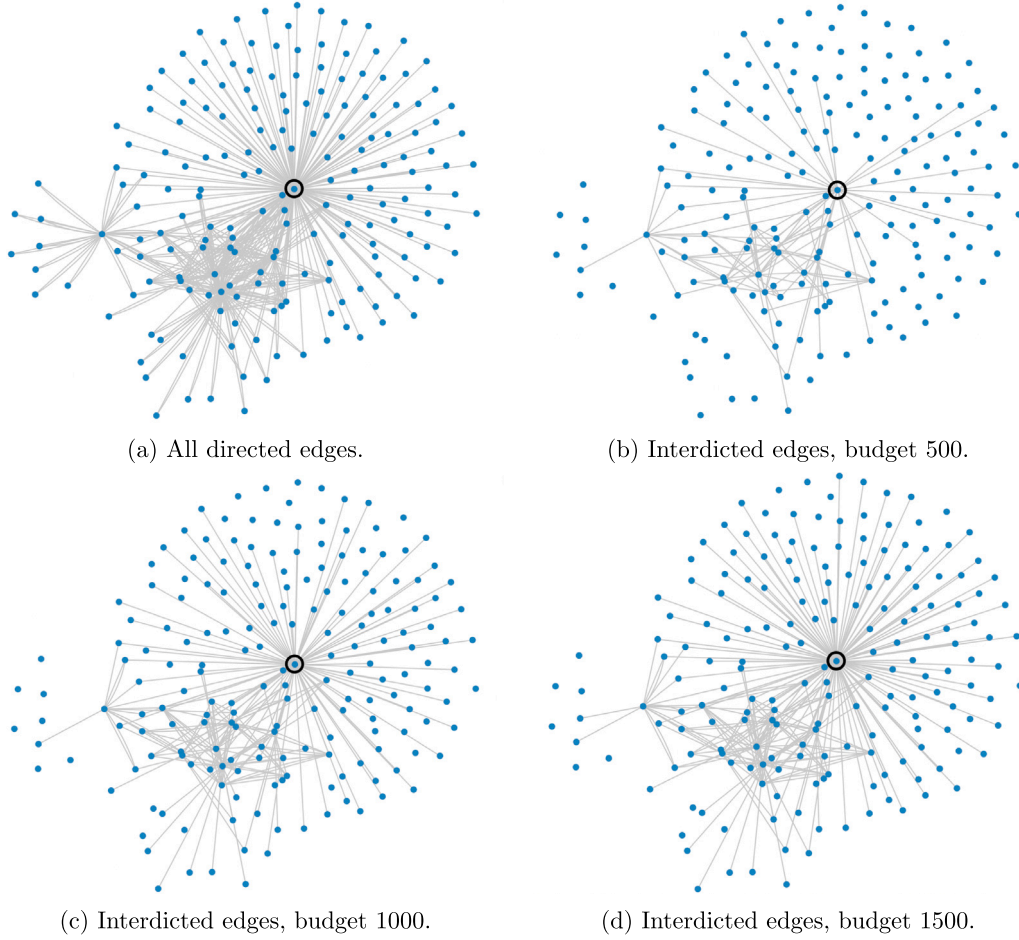 (a) All directed edges.
(b) Interdicted edges, budget 500.
(c) Interdicted edges, budget 1000.
(d) Interdicted edges, budget 1500.